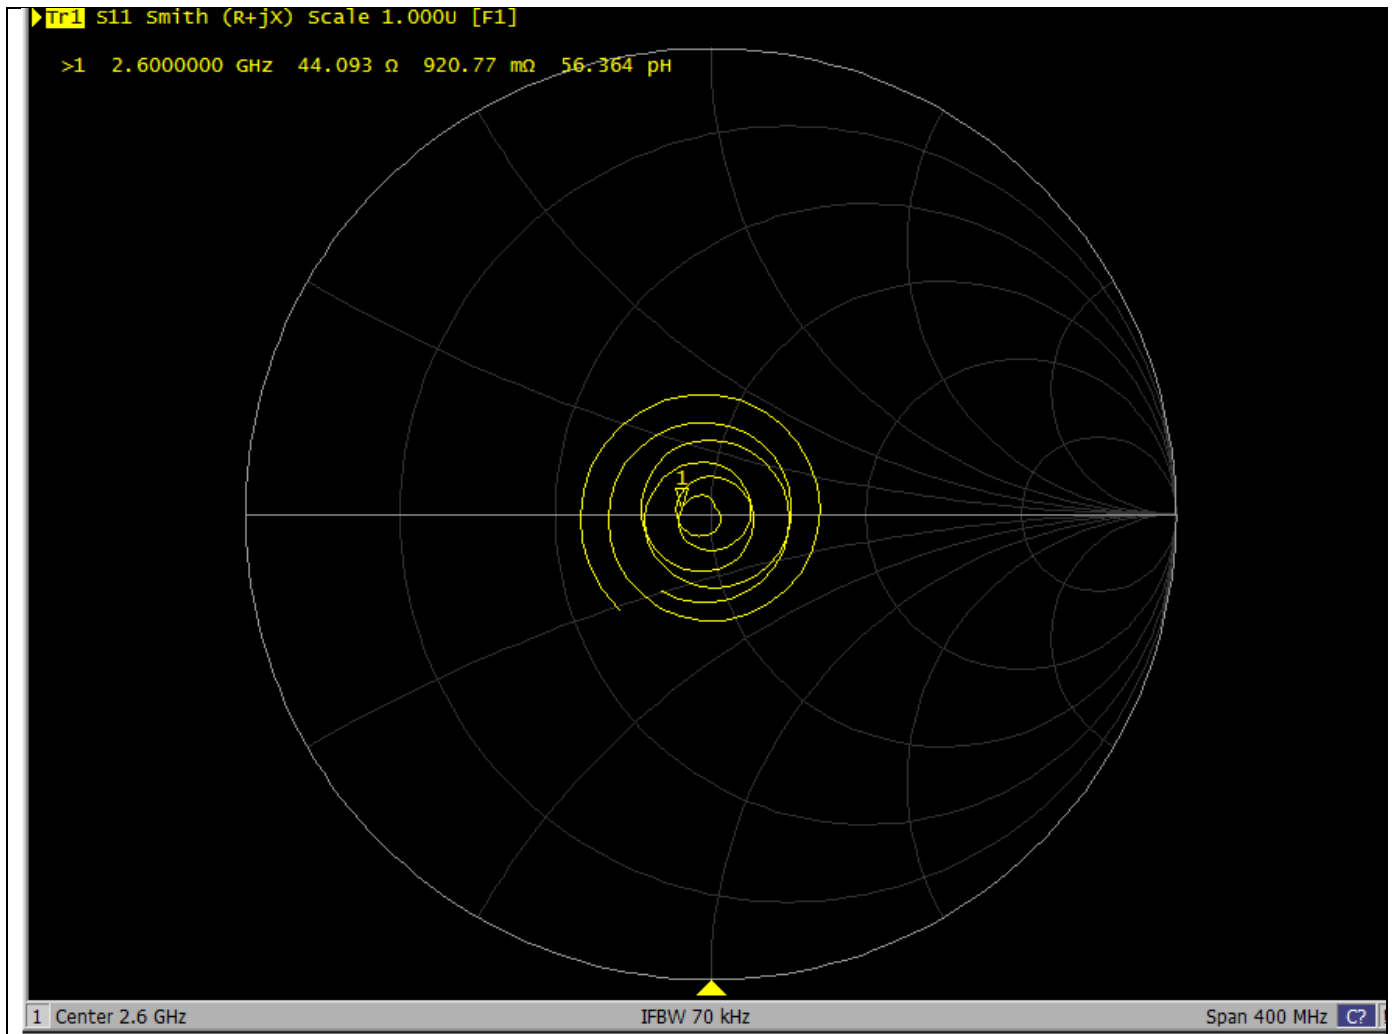 Tr1 S11 Smith (R+jX) Scale 1.000U [F1]
>1 2.6000000 GHz 44.093 Ω 920.77 mΩ 56.364 pH
1
1 Center 2.6 GHz IFBW 70 kHz Span 400 MHz C?